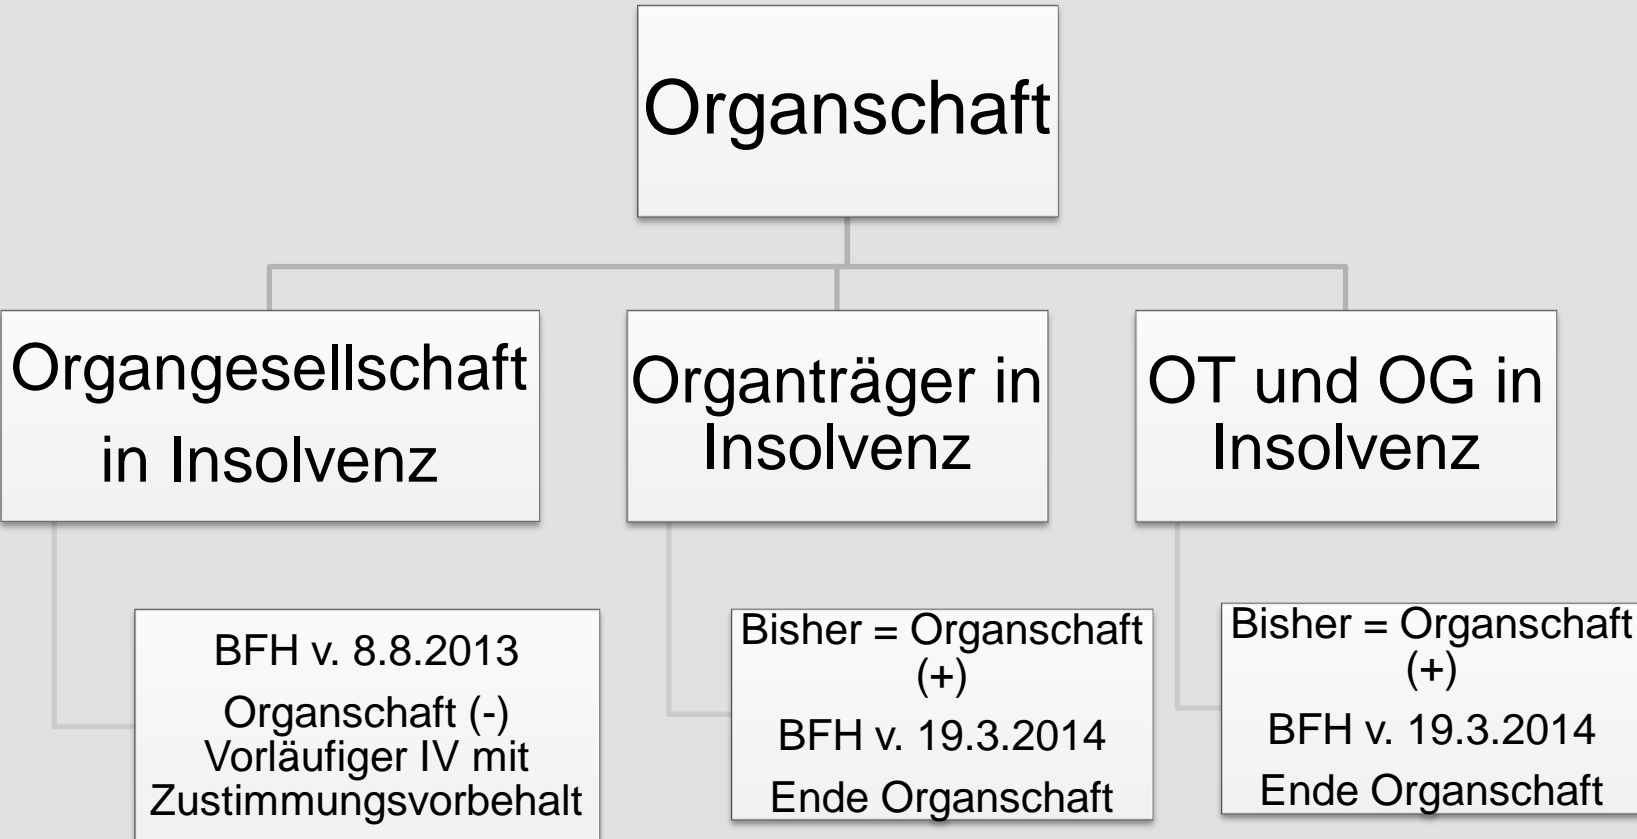 Organschaft
Organgesellschaft
in Insolvenz
Organträger in
Insolvenz
OT und OG in
Insolvenz
BFH v. 8.8.2013
Organschaft (-)
Vorläufiger IV mit
Zustimmungsvorbehalt
Bisher = Organschaft
(+)
BFH v. 19.3.2014
Ende Organschaft
Bisher = Organschaft
(+)
BFH v. 19.3.2014
Ende Organschaft